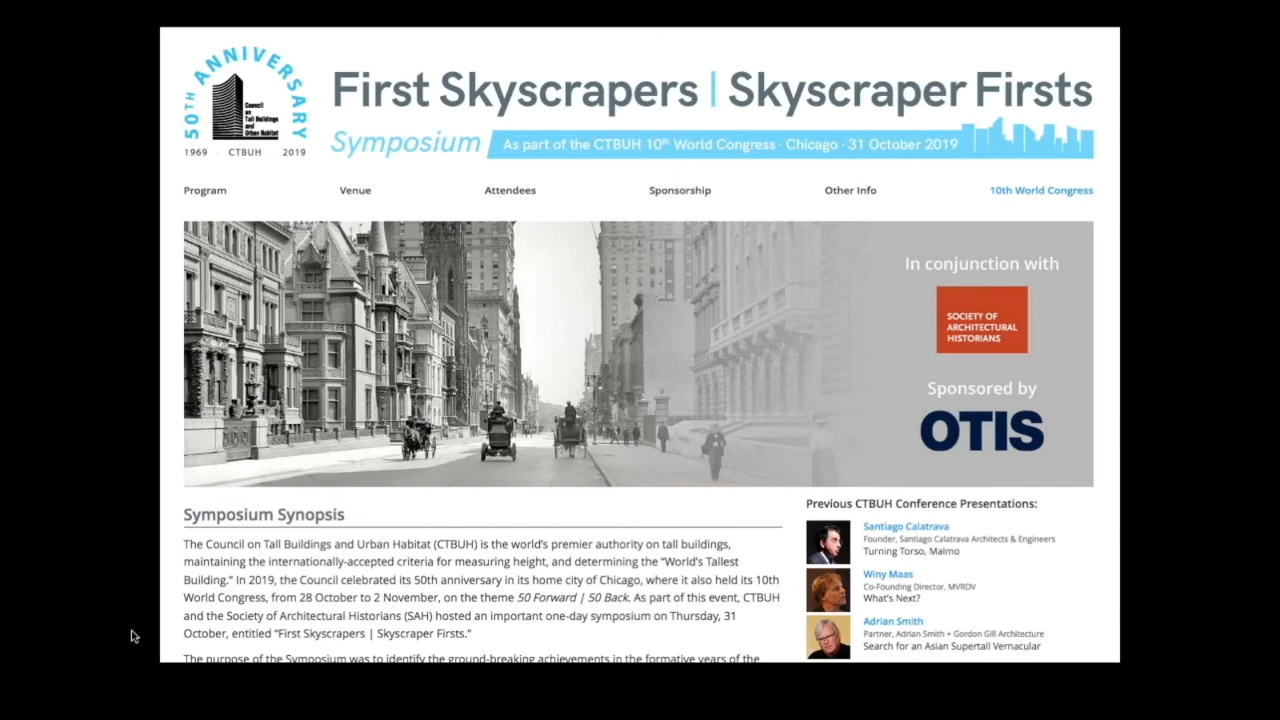 50TH ANNIVERSARY
Council
on
Tall Buildings
and
Urban Habitat
1969 · CTBUH · 2019
First Skyscrapers | Skyscraper Firsts
Symposium
As part of the CTBUH 10th World Congress · Chicago · 31 October 2019
Program
Venue
Attendees
Sponsorship
Other Info
10th World Congress
In conjunction with
SOCIETY OF
ARCHITECTURAL
HISTORIANS
Sponsored by
OTIS
Symposium Synopsis
The Council on Tall Buildings and Urban Habitat (CTBUH) is the world's premier authority on tall buildings,
maintaining the internationally-accepted criteria for measuring height, and determining the "World's Tallest
Building." In 2019, the Council celebrated its 50th anniversary in its home city of Chicago, where it also held its 10th
World Congress, from 28 October to 2 November, on the theme 50 Forward | 50 Back. As part of this event, CTBUH
and the Society of Architectural Historians (SAH) hosted an important one-day symposium on Thursday, 31
October, entitled "First Skyscrapers | Skyscraper Firsts."
The purpose of the Symposium was to identify the ground-breaking achievements in the formative years of the
Previous CTBUH Conference Presentations:
Santiago Calatrava
Founder, Santiago Calatrava Architects & Engineers
Turning Torso, Malmo
Winy Maas
Co-Founding Director, MVRDV
What's Next?
Adrian Smith
Partner, Adrian Smith + Gordon Gill Architecture
Search for an Asian Supertall Vernacular